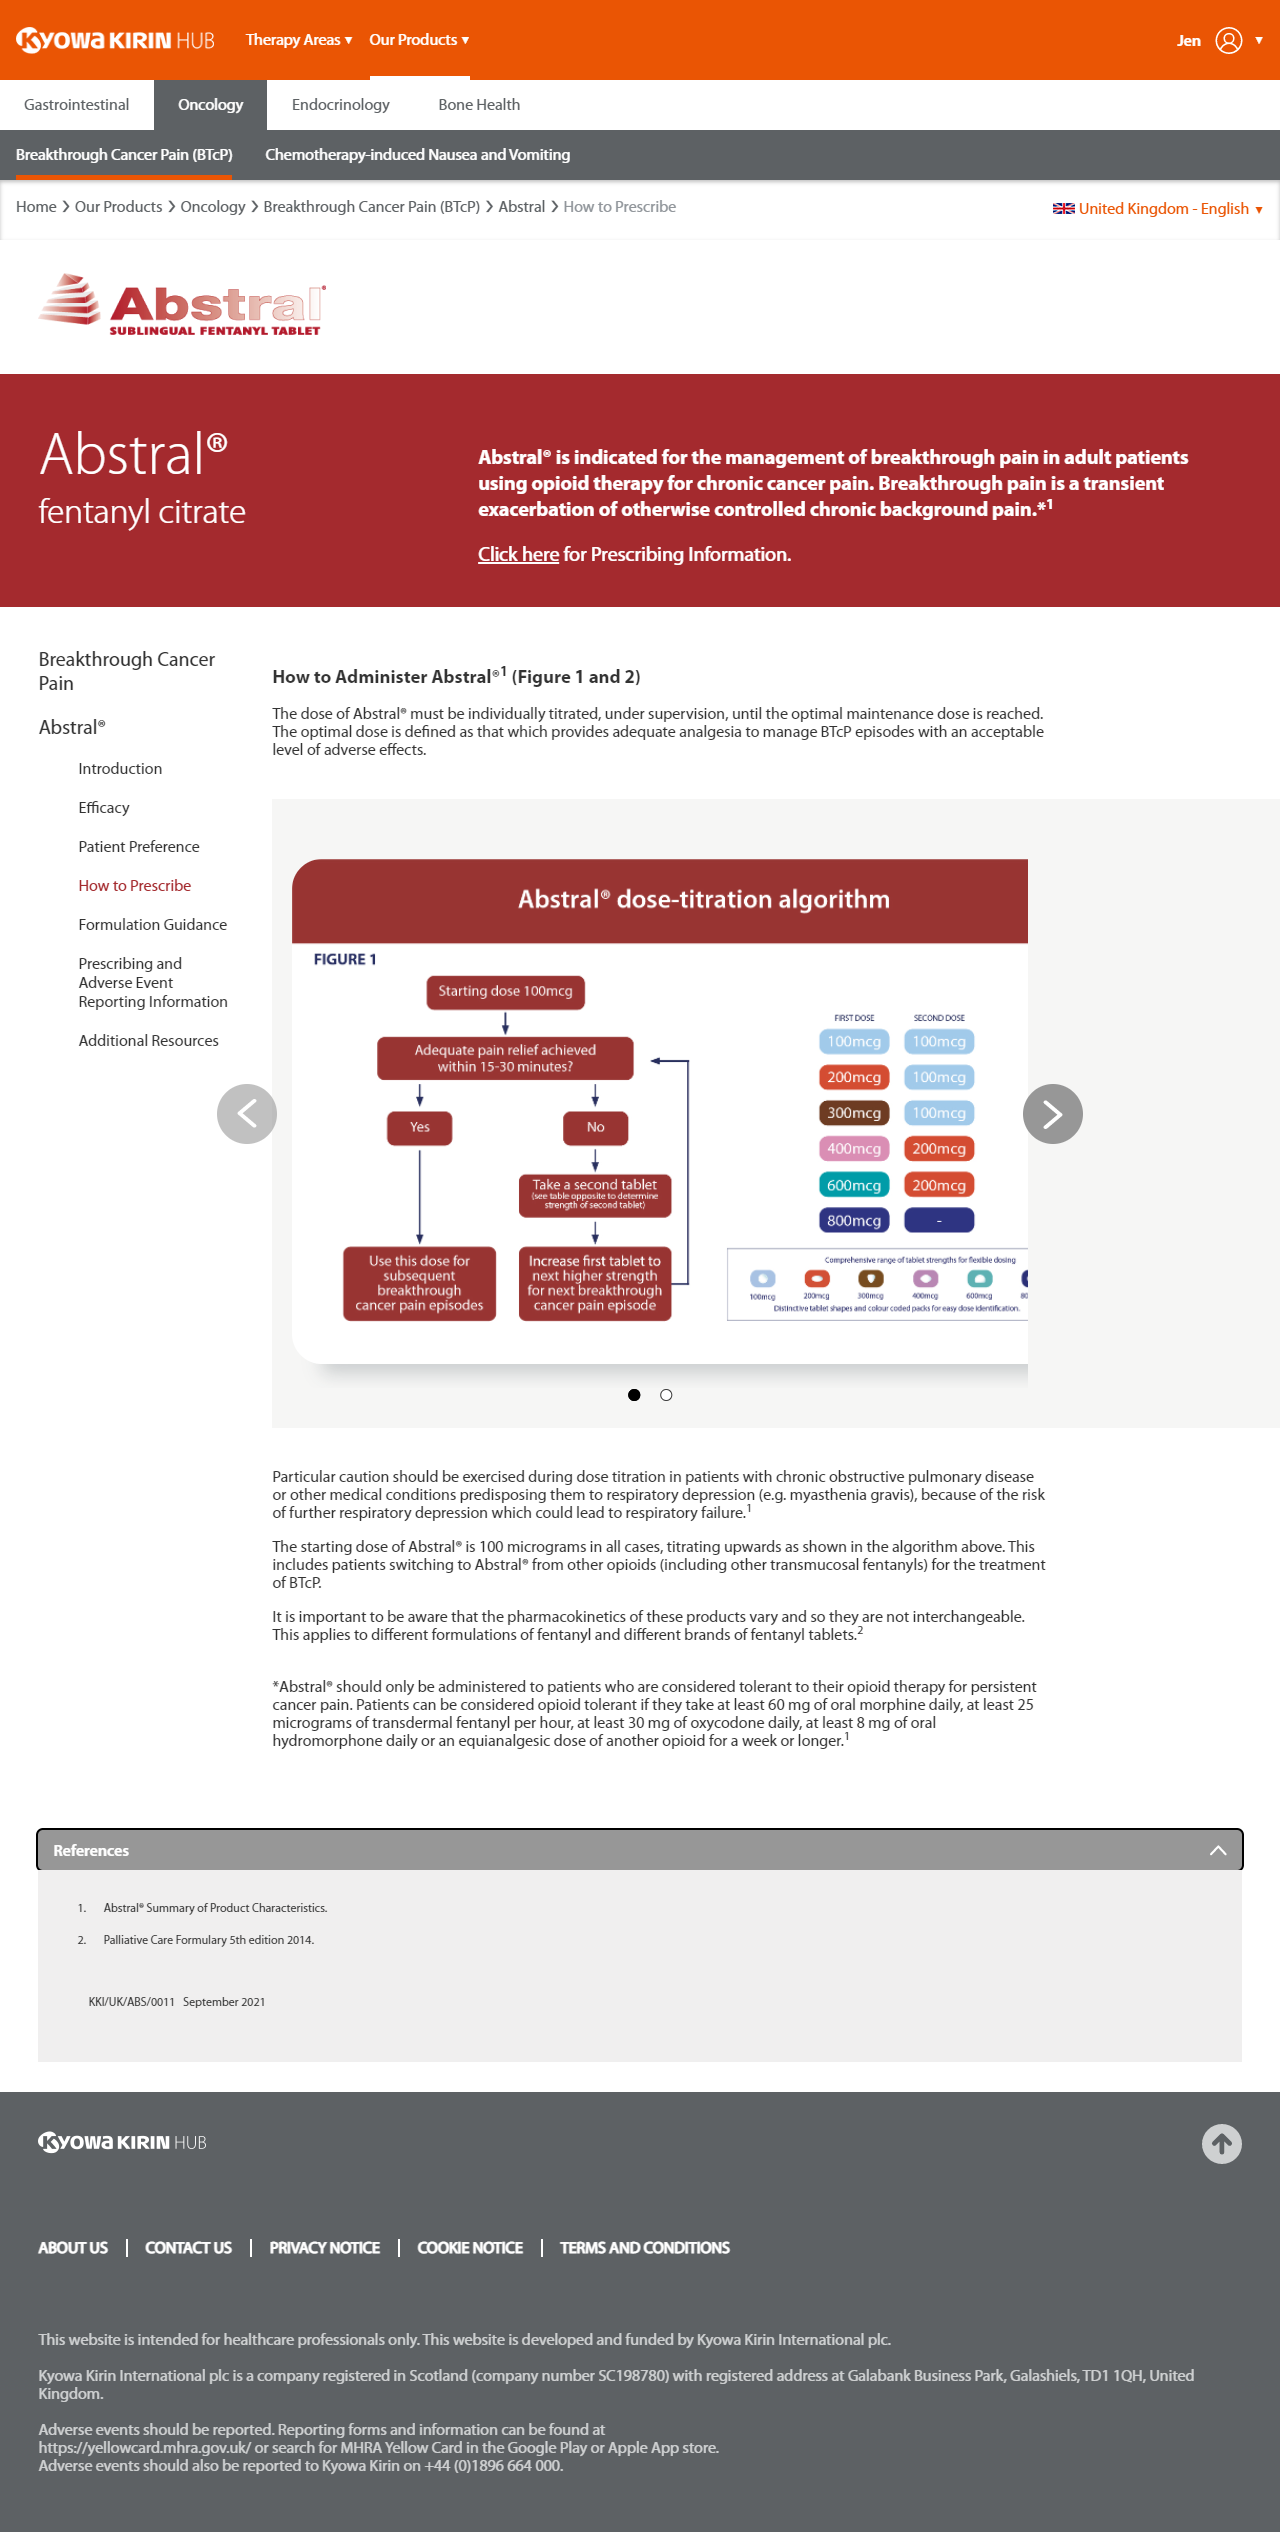 KYOWA KIRIN HUB
Therapy Areas ▼ Our Products ▼
Jen ▼
Gastrointestinal Oncology Endocrinology Bone Health
Breakthrough Cancer Pain (BTcP) Chemotherapy-induced Nausea and Vomiting
Home > Our Products > Oncology > Breakthrough Cancer Pain (BTcP) > Abstral > How to Prescribe
United Kingdom - English ▼
Abstral®
SUBLINGUAL FENTANYL TABLET
Abstral®
fentanyl citrate
Abstral® is indicated for the management of breakthrough pain in adult patients
using opioid therapy for chronic cancer pain. Breakthrough pain is a transient
exacerbation of otherwise controlled chronic background pain.*1
Click here for Prescribing Information.
Breakthrough Cancer
Pain
Abstral®
Introduction
Efficacy
Patient Preference
How to Prescribe
Formulation Guidance
Prescribing and
Adverse Event
Reporting Information
Additional Resources
How to Administer Abstral®1 (Figure 1 and 2)
The dose of Abstral® must be individually titrated, under supervision, until the optimal maintenance dose is reached.
The optimal dose is defined as that which provides adequate analgesia to manage BTcP episodes with an acceptable
level of adverse effects.
Abstral® dose-titration algorithm
FIGURE 1
Starting dose 100mcg
Adequate pain relief achieved
within 15-30 minutes?
Yes
No
Take a second tablet
(see table opposite to determine
strength of second tablet)
Use this dose for
subsequent
breakthrough
cancer pain episodes
Increase first tablet to
next higher strength
for next breakthrough
cancer pain episode
FIRST DOSE SECOND DOSE
100mcg 100mcg
200mcg 100mcg
300mcg 100mcg
400mcg 200mcg
600mcg 200mcg
800mcg -
Comprehensive range of tablet strengths for flexible dosing
100mcg 200mcg 300mcg 400mcg 600mcg 80
Distinctive tablet shapes and colour coded packs for easy dose identification.
Particular caution should be exercised during dose titration in patients with chronic obstructive pulmonary disease
or other medical conditions predisposing them to respiratory depression (e.g. myasthenia gravis), because of the risk
of further respiratory depression which could lead to respiratory failure.1
The starting dose of Abstral® is 100 micrograms in all cases, titrating upwards as shown in the algorithm above. This
includes patients switching to Abstral® from other opioids (including other transmucosal fentanyls) for the treatment
of BTcP.
It is important to be aware that the pharmacokinetics of these products vary and so they are not interchangeable.
This applies to different formulations of fentanyl and different brands of fentanyl tablets.2
*Abstral® should only be administered to patients who are considered tolerant to their opioid therapy for persistent
cancer pain. Patients can be considered opioid tolerant if they take at least 60 mg of oral morphine daily, at least 25
micrograms of transdermal fentanyl per hour, at least 30 mg of oxycodone daily, at least 8 mg of oral
hydromorphone daily or an equianalgesic dose of another opioid for a week or longer.1
References
1. Abstral® Summary of Product Characteristics.
2. Palliative Care Formulary 5th edition 2014.
KKI/UK/ABS/0011 September 2021
KYOWA KIRIN HUB
ABOUT US | CONTACT US | PRIVACY NOTICE | COOKIE NOTICE | TERMS AND CONDITIONS
This website is intended for healthcare professionals only. This website is developed and funded by Kyowa Kirin International plc.
Kyowa Kirin International plc is a company registered in Scotland (company number SC198780) with registered address at Galabank Business Park, Galashiels, TD1 1QH, United
Kingdom.
Adverse events should be reported. Reporting forms and information can be found at
https://yellowcard.mhra.gov.uk/ or search for MHRA Yellow Card in the Google Play or Apple App store.
Adverse events should also be reported to Kyowa Kirin on +44 (0)1896 664 000.